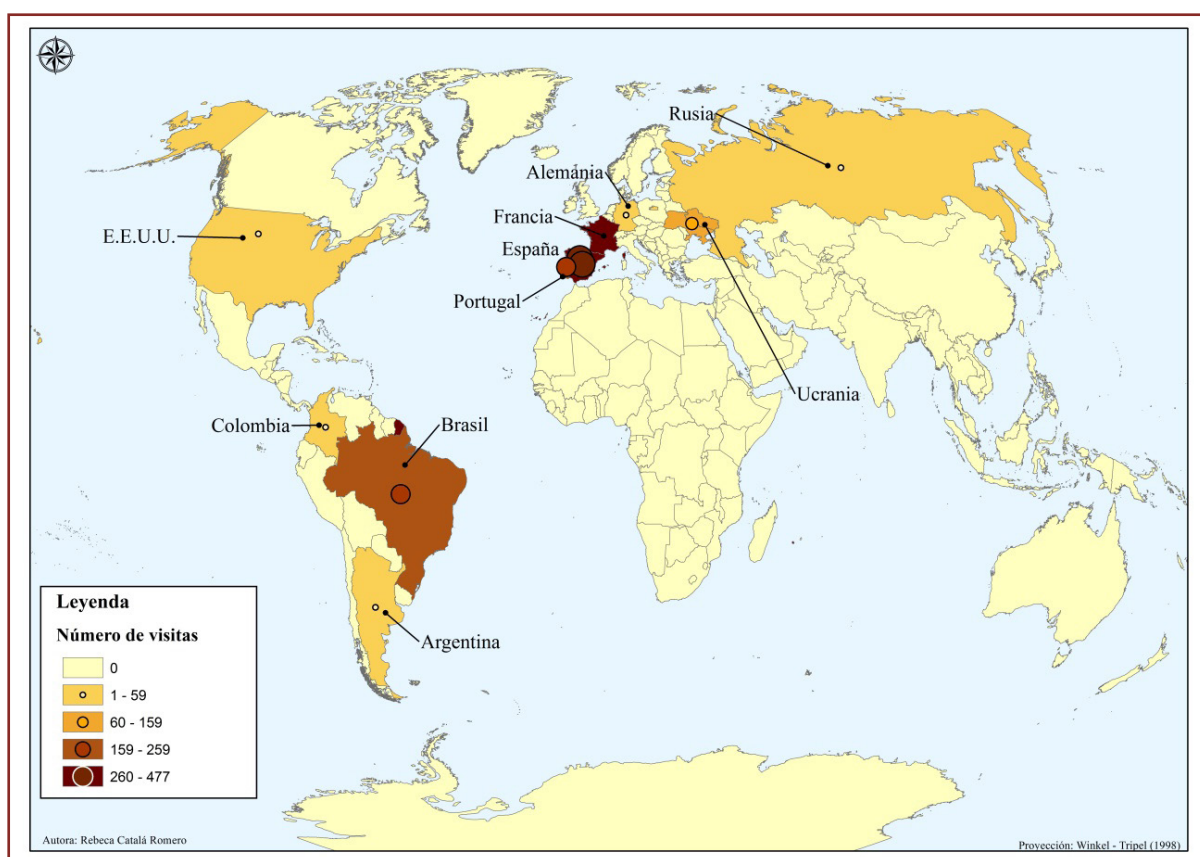 Rusia
Alemania
Francia
E.E.U.U.
España
Portugal
Ucrania
Colombia
Brasil
Argentina
Leyenda
Número de visitas
0
1 - 59
60 - 159
159 - 259
260 - 477
Autora: Rebeca Catalá Romero
Proyección: Winkel - Tripel (1998)